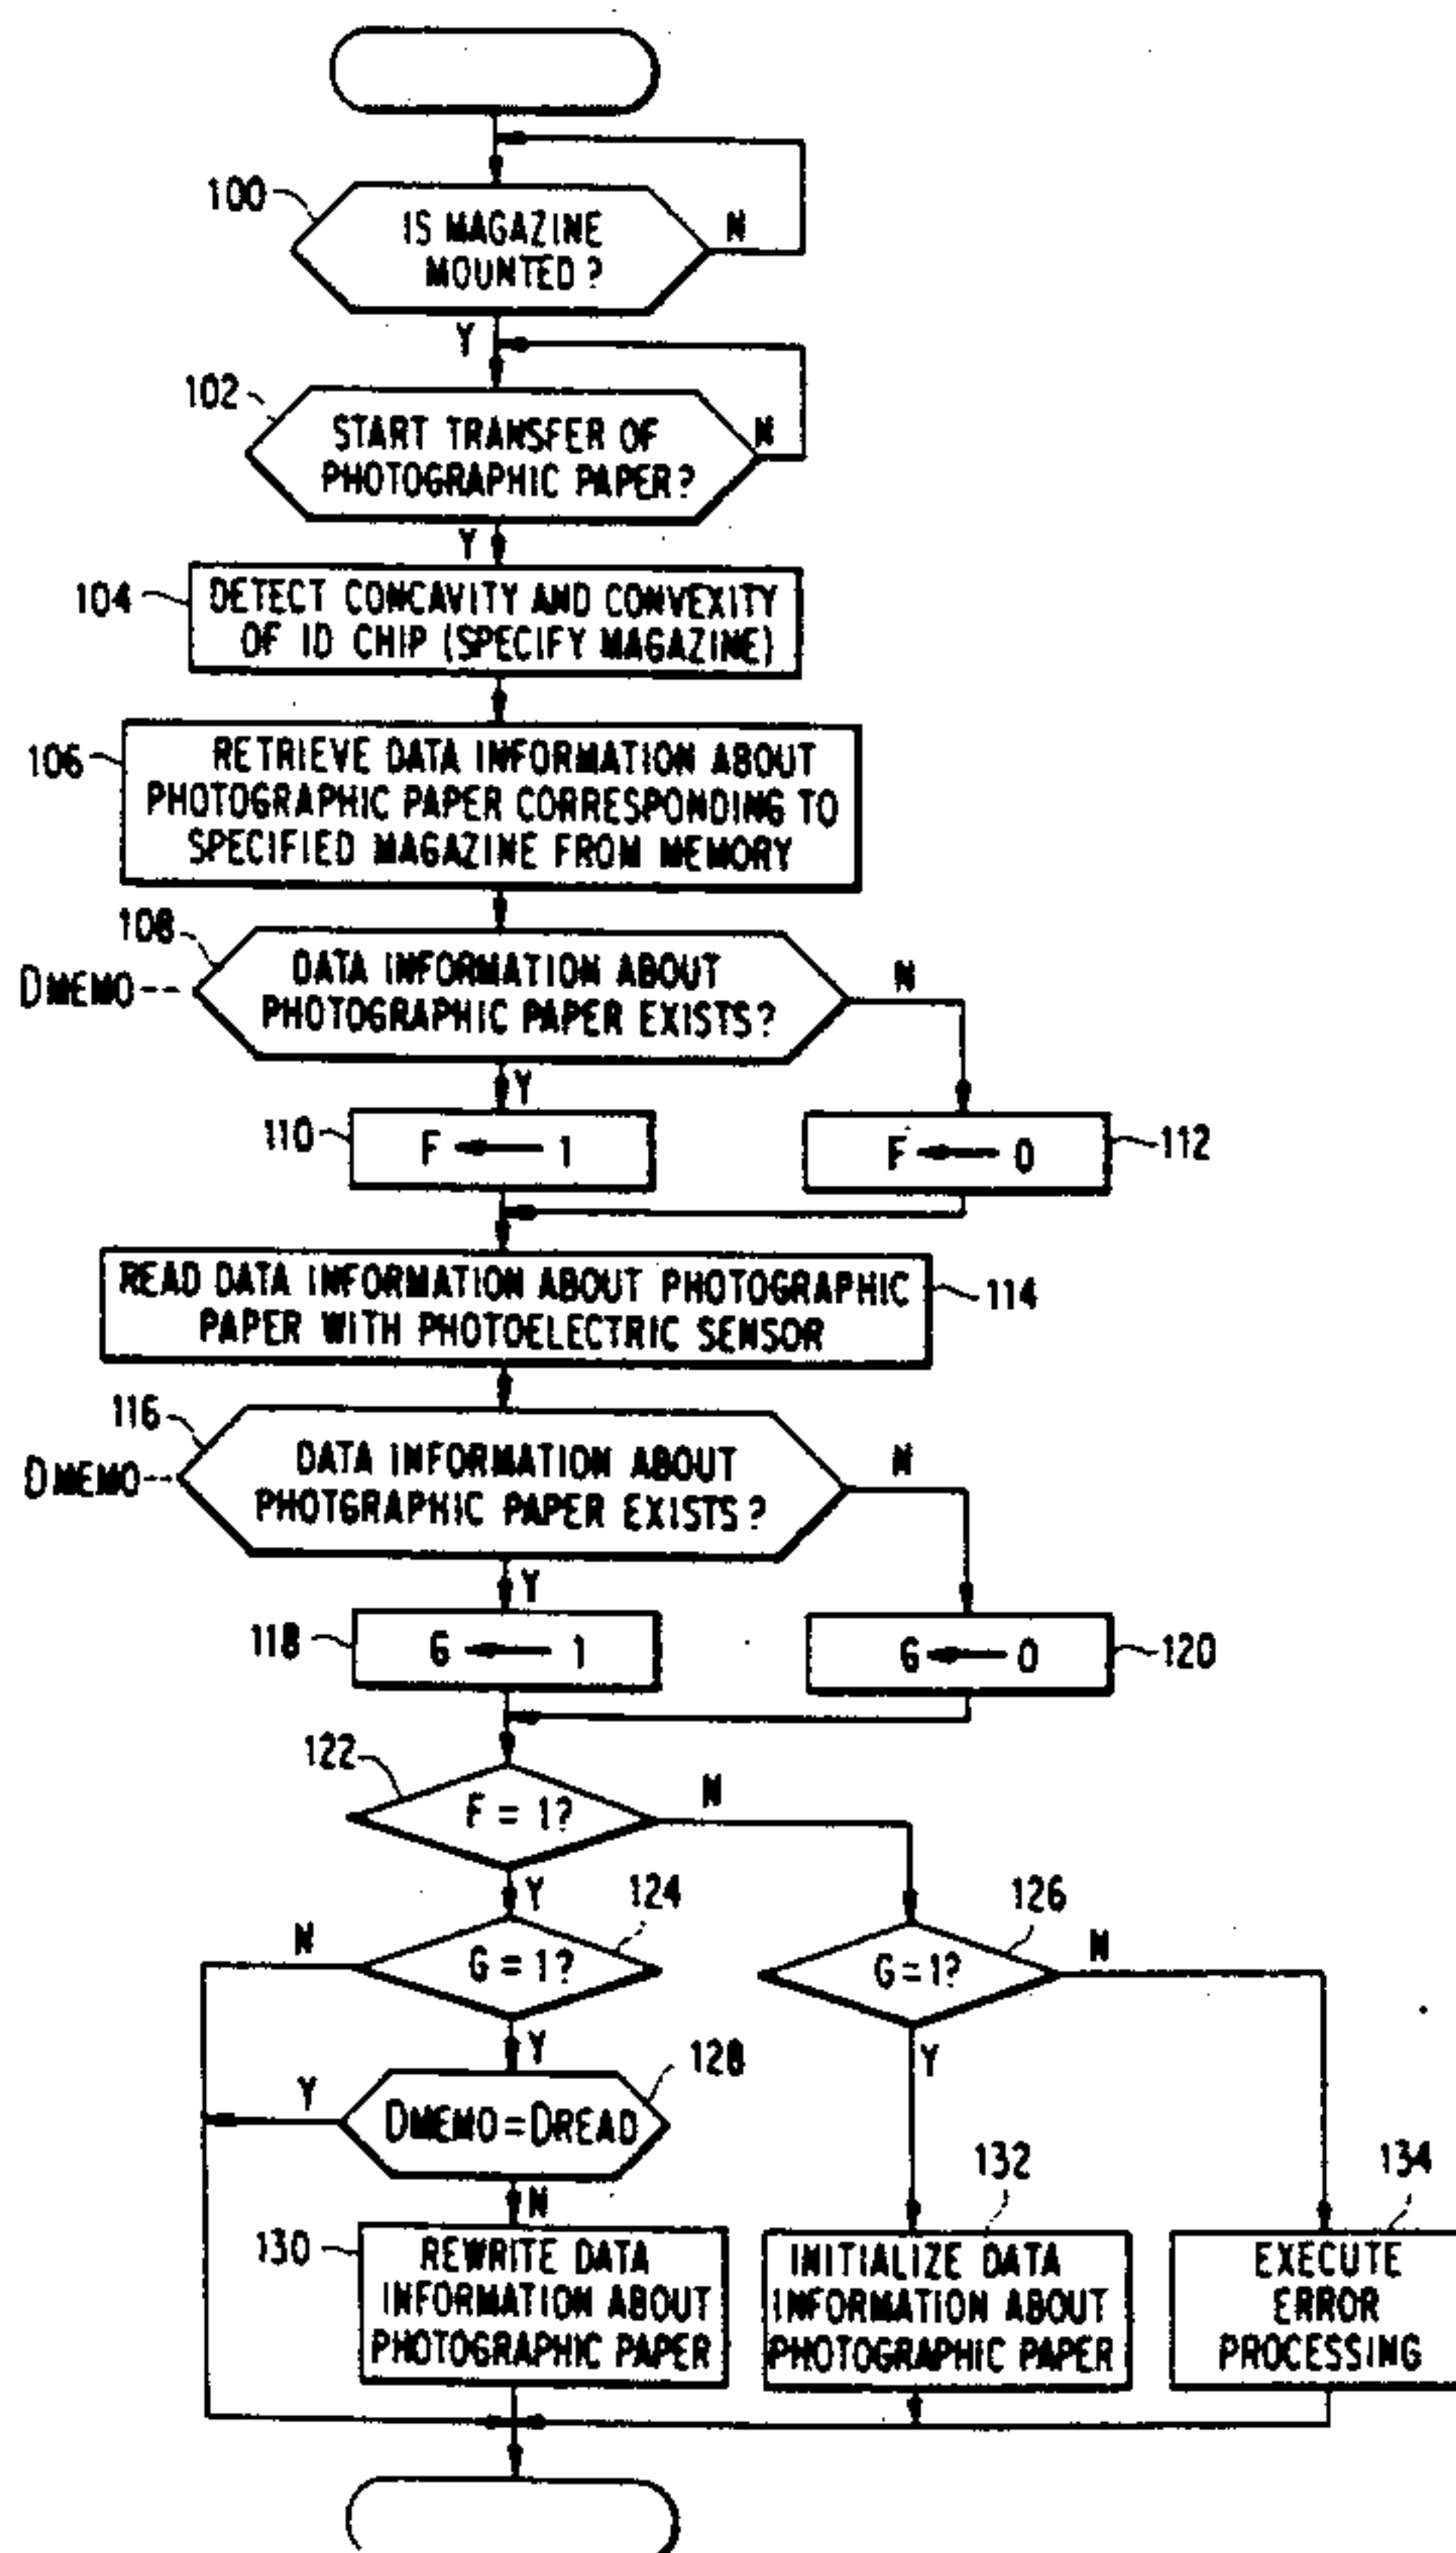 100
IS MAGAZINE
MOUNTED?
N
Y
102
START TRANSFER OF
PHOTOGRAPHIC PAPER?
N
Y
104
DETECT CONCAVITY AND CONVEXITY
OF ID CHIP (SPECIFY MAGAZINE)
106
RETRIEVE DATA INFORMATION ABOUT
PHOTOGRAPHIC PAPER CORRESPONDING TO
SPECIFIED MAGAZINE FROM MEMORY
108
DMEMO
DATA INFORMATION ABOUT
PHOTOGRAPHIC PAPER EXISTS?
N
Y
110
F ← 1
F ← 0
112
READ DATA INFORMATION ABOUT PHOTOGRAPHIC
PAPER WITH PHOTOELECTRIC SENSOR
114
116
DMEMO
DATA INFORMATION ABOUT
PHOTGRAPHIC PAPER EXISTS?
N
Y
118
G ← 1
G ← 0
120
122
F = 1?
N
Y
124
G = 1?
N
126
G = 1?
N
Y
Y
128
DMEMO = DREAD
Y
N
130
REWRITE DATA
INFORMATION ABOUT
PHOTOGRAPHIC PAPER
132
INITIALIZE DATA
INFORMATION ABOUT
PHOTOGRAPHIC PAPER
134
EXECUTE
ERROR
PROCESSING